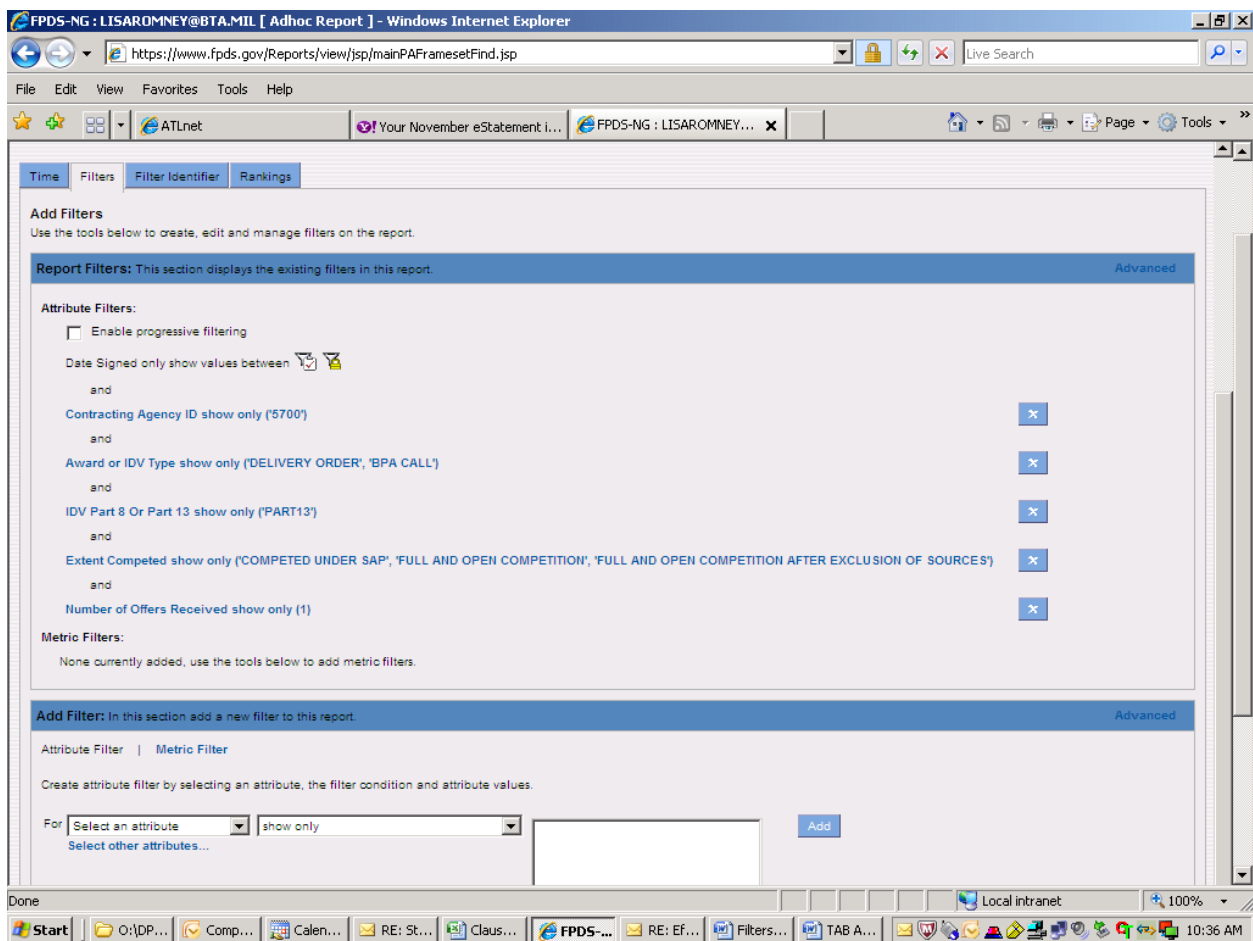 FPDS-NG : LISAROMNEY@BTA.MIL [ Adhoc Report ] - Windows Internet Explorer
https://www.fpds.gov/Reports/view/jsp/mainPAFramesetFind.jsp Live Search
File Edit View Favorites Tools Help
ATLnet Your November eStatement i... FPDS-NG : LISAROMNEY... Page Tools
Time Filters Filter Identifier Rankings
Add Filters
Use the tools below to create, edit and manage filters on the report.
Report Filters: This section displays the existing filters in this report. Advanced
Attribute Filters:
Enable progressive filtering
Date Signed only show values between
and
Contracting Agency ID show only ('5700')
and
Award or IDV Type show only ('DELIVERY ORDER', 'BPA CALL')
and
IDV Part 8 Or Part 13 show only ('PART13')
and
Extent Competed show only ('COMPETED UNDER SAP', 'FULL AND OPEN COMPETITION', 'FULL AND OPEN COMPETITION AFTER EXCLUSION OF SOURCES')
and
Number of Offers Received show only (1)
Metric Filters:
None currently added, use the tools below to add metric filters.
Add Filter: In this section add a new filter to this report. Advanced
Attribute Filter | Metric Filter
Create attribute filter by selecting an attribute, the filter condition and attribute values.
For Select an attribute show only Add
Select other attributes...
Done Local intranet 100%
Start O:\DP... Comp... Calen... RE: St... Claus... FPDS-... RE: Ef... Filters... TAB A... 10:36 AM